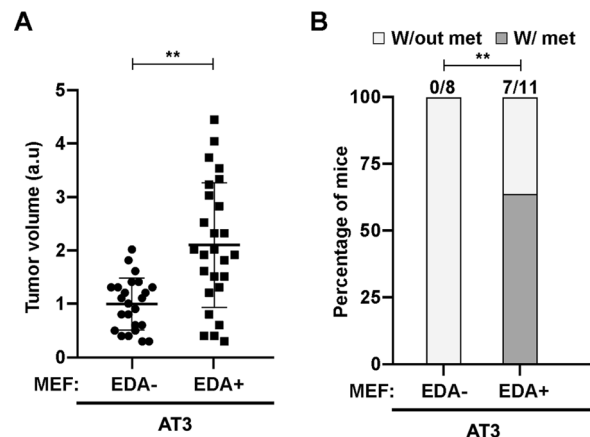 A
**
Tumor volume (a.u)
5
4
3
2
1
0
MEF: EDA- EDA+
AT3
B
W/out met W/ met
**
0/8 7/11
Percentage of mice
100
75
50
25
0
MEF: EDA- EDA+
AT3